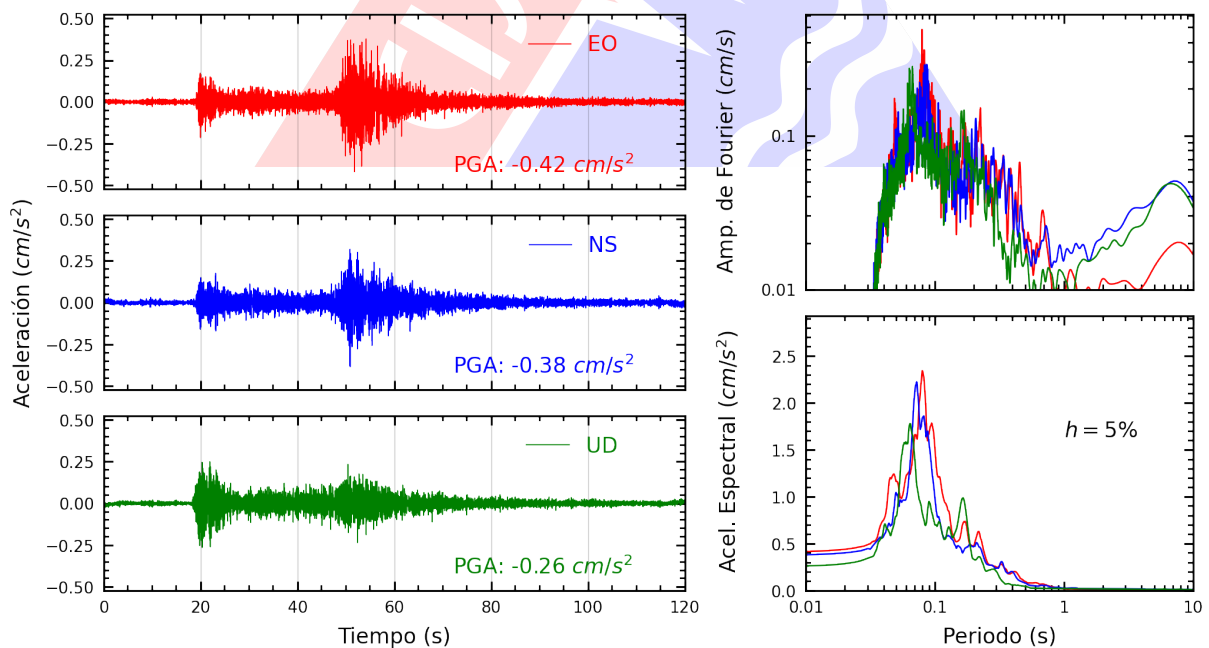 Aceleración (cm/s²)
0.50
0.25
0.00
−0.25
−0.50
EO
PGA: -0.42 cm/s²
0.50
0.25
0.00
−0.25
−0.50
NS
PGA: -0.38 cm/s²
0.50
0.25
0.00
−0.25
−0.50
UD
PGA: -0.26 cm/s²
0 20 40 60 80 100 120
Tiempo (s)
Amp. de Fourier (cm/s)
0.1
0.01
Acel. Espectral (cm/s²)
2.5
2.0
1.5
1.0
0.5
0.0
h = 5%
0.01 0.1 1 10
Periodo (s)